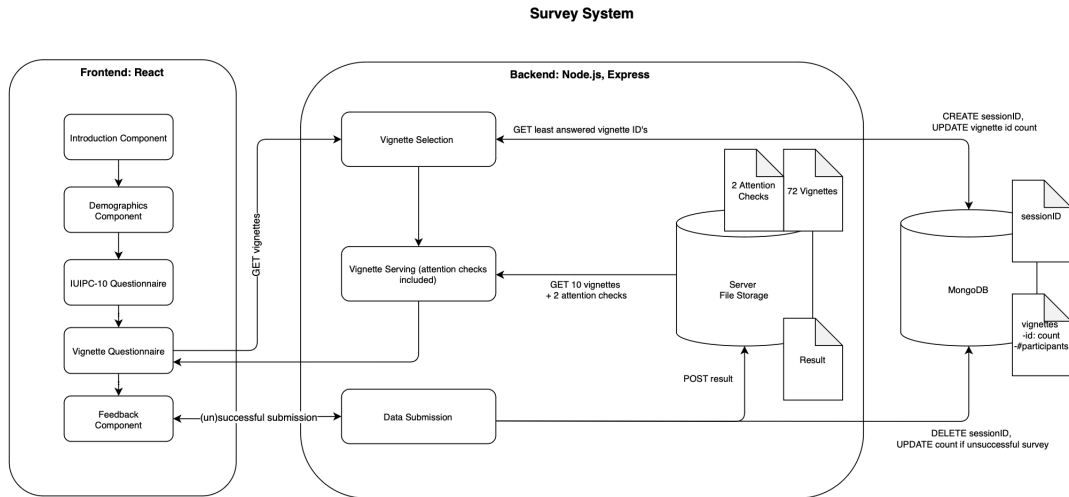 Survey System
Frontend: React
Introduction Component
Demographics
Component
IUIPC-10 Questionnaire
Vignette Questionnaire
Feedback
Component
GET vignettes
(un)successful submission
Backend: Node.js, Express
Vignette Selection
Vignette Serving (attention checks
included)
Data Submission
GET least answered vignette ID's
GET 10 vignettes
+ 2 attention checks
POST result
2 Attention
Checks
72 Vignettes
Server
File Storage
Result
CREATE sessionID,
UPDATE vignette id count
sessionID
MongoDB
vignettes
-id: count
-#participants
DELETE sessionID,
UPDATE count if unsuccessful survey